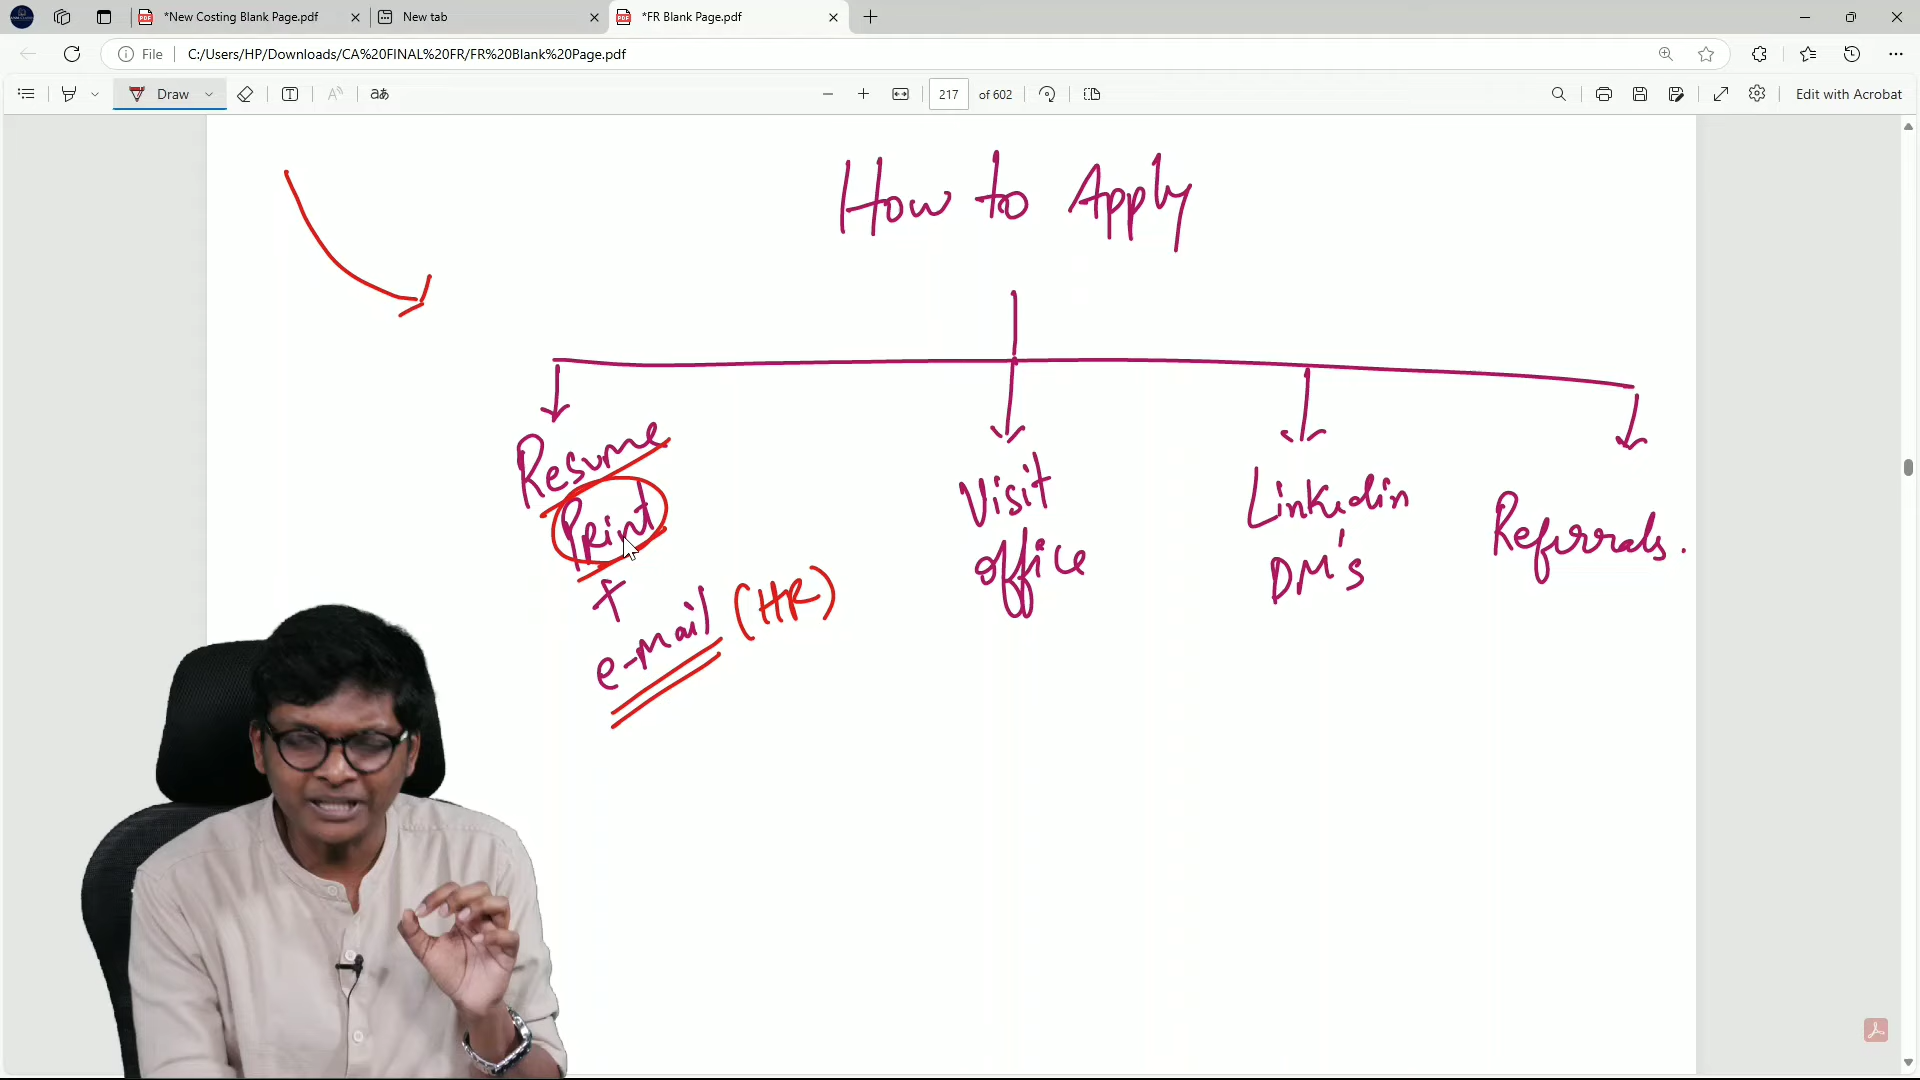 *New Costing Blank Page.pdf
New tab
*FR Blank Page.pdf
File
C:/Users/HP/Downloads/CA%20FINAL%20FR/FR%20Blank%20Page.pdf
Draw
217 of 602
Edit with Acrobat
How to Apply
Resume
Print
+
e-mail (HR)
Visit
office
Linkedin
DM's
Referrals.